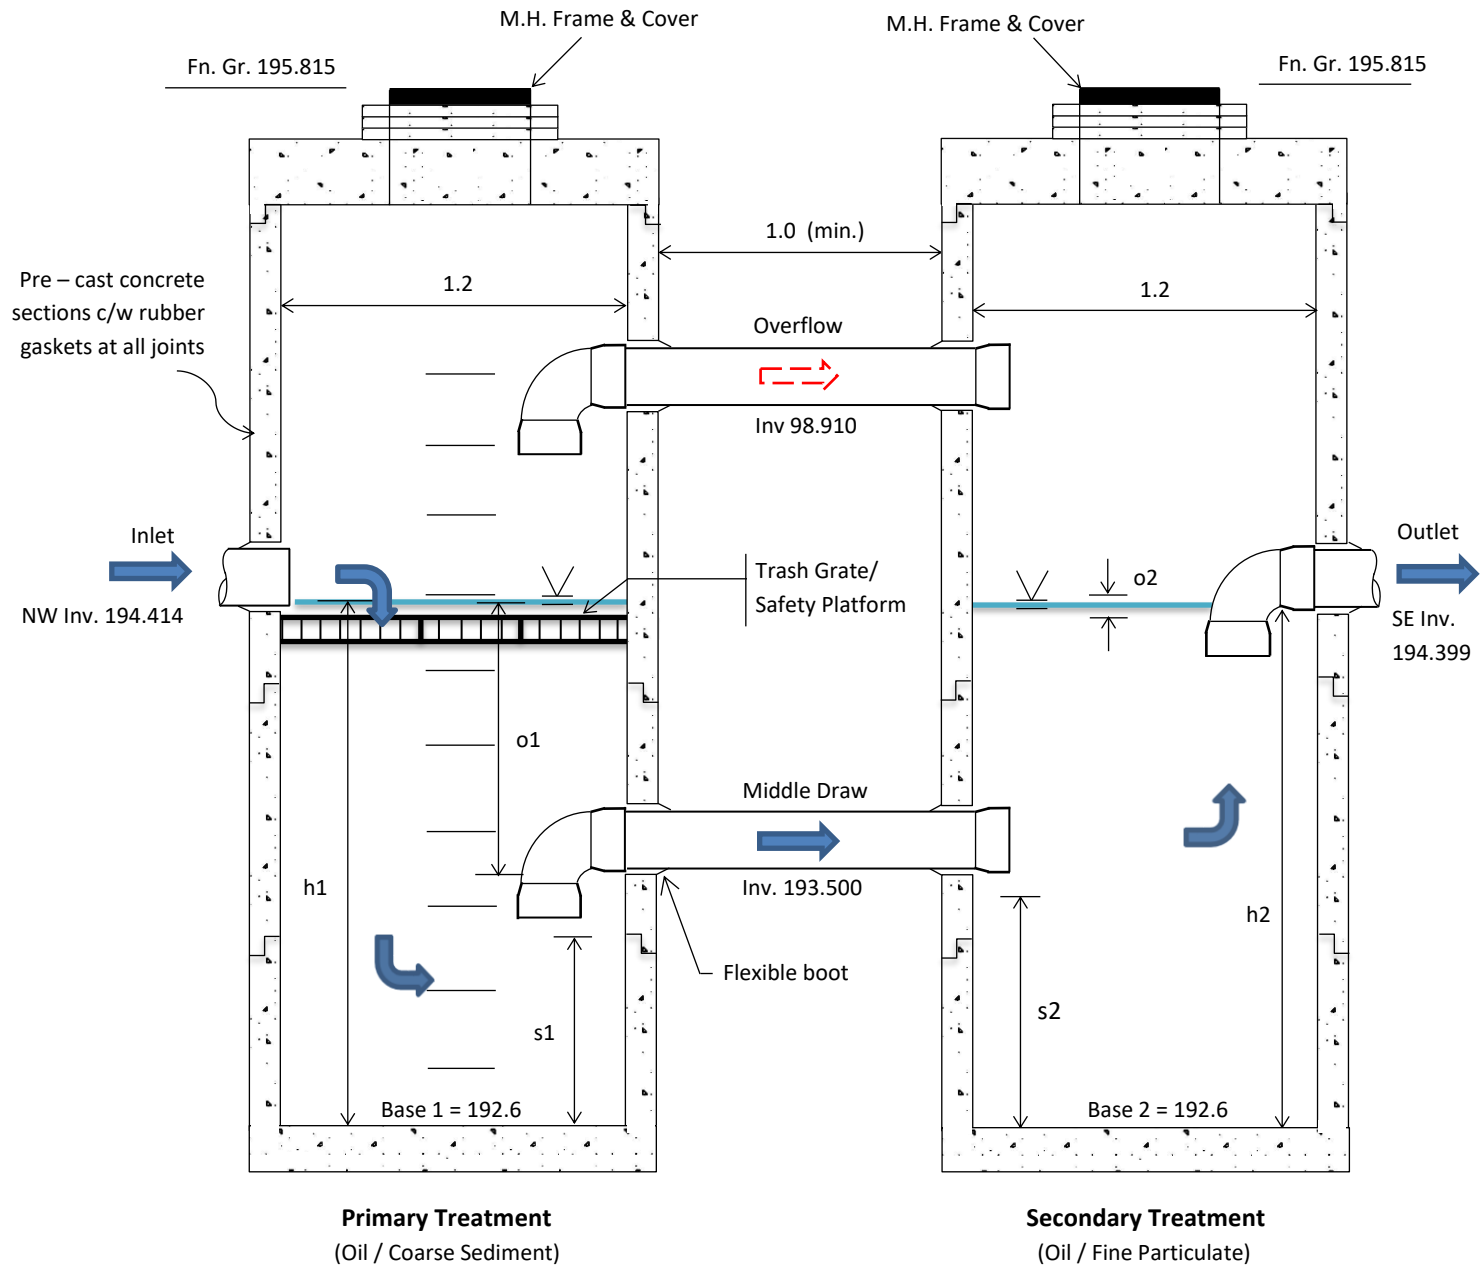 M.H. Frame & Cover
M.H. Frame & Cover
Fn. Gr. 195.815
Fn. Gr. 195.815
1.0 (min.)
Pre – cast concrete
sections c/w rubber
gaskets at all joints
1.2
1.2
Overflow
Inv 98.910
Inlet
NW Inv. 194.414
Trash Grate/
Safety Platform
o2
Outlet
SE Inv.
194.399
o1
Middle Draw
Inv. 193.500
h1
h2
Flexible boot
s1
s2
Base 1 = 192.6
Base 2 = 192.6
Primary Treatment
(Oil / Coarse Sediment)
Secondary Treatment
(Oil / Fine Particulate)